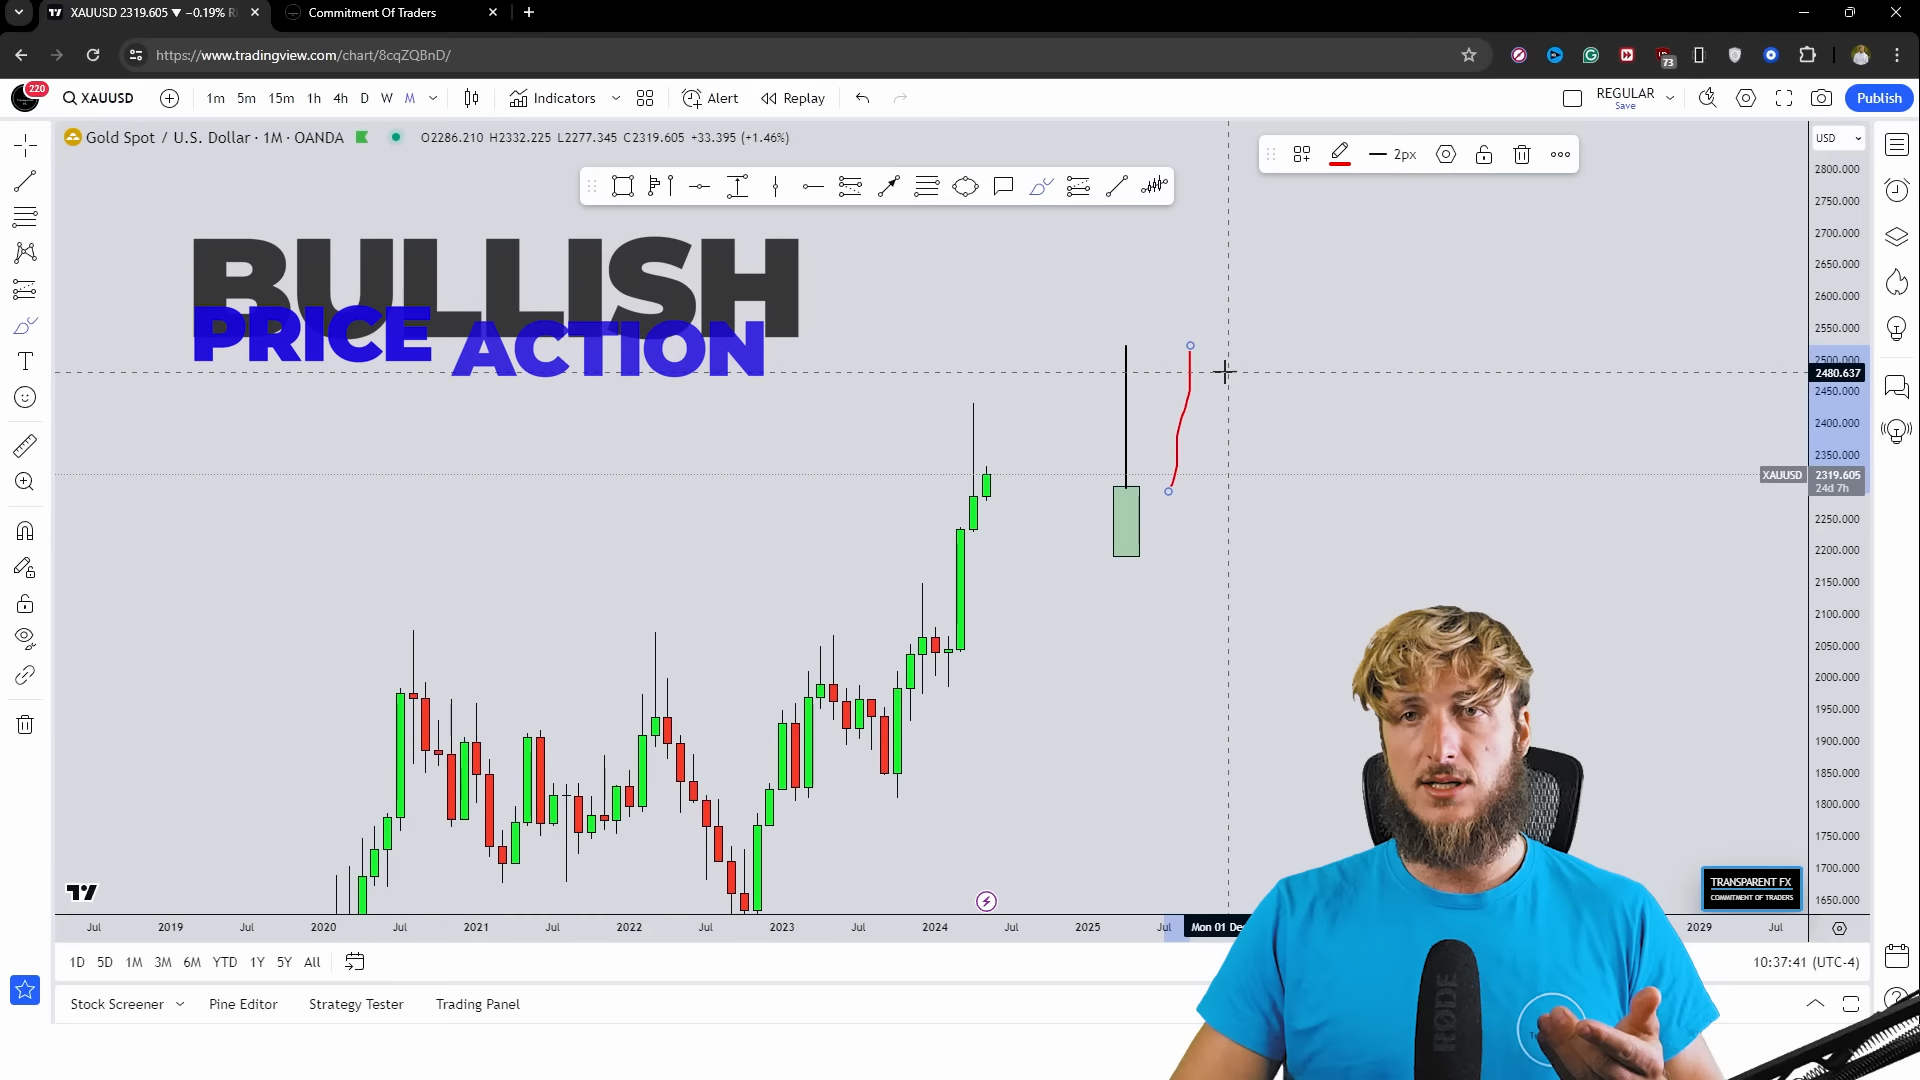 XAUUSD 2319.605 ▼ −0.19% RE
Commitment Of Traders
https://www.tradingview.com/chart/8cqZQBnD/
73
220
XAUUSD
1m 5m 15m 1h 4h D W M
Indicators
Alert
Replay
REGULAR
Save
Publish
Gold Spot / U.S. Dollar · 1M · OANDA
O2286.210 H2332.225 L2277.345 C2319.605 +33.395 (+1.46%)
USD
2px
BULLISH
PRICE ACTION
2800.000
2750.000
2700.000
2650.000
2600.000
2550.000
2500.000
2480.637
2450.000
2400.000
2350.000
XAUUSD 2319.605
24d 7h
2250.000
2200.000
2150.000
2100.000
2050.000
2000.000
1950.000
1900.000
1850.000
1800.000
1750.000
1700.000
1650.000
TRANSPARENT FX
COMMITMENT OF TRADERS
Jul 2019 Jul 2020 Jul 2021 Jul 2022 Jul 2023 Jul 2024 Jul 2025 Jul Mon 01 De 2029 Jul
1D 5D 1M 3M 6M YTD 1Y 5Y All
10:37:41 (UTC-4)
Stock Screener
Pine Editor
Strategy Tester
Trading Panel
RØDE